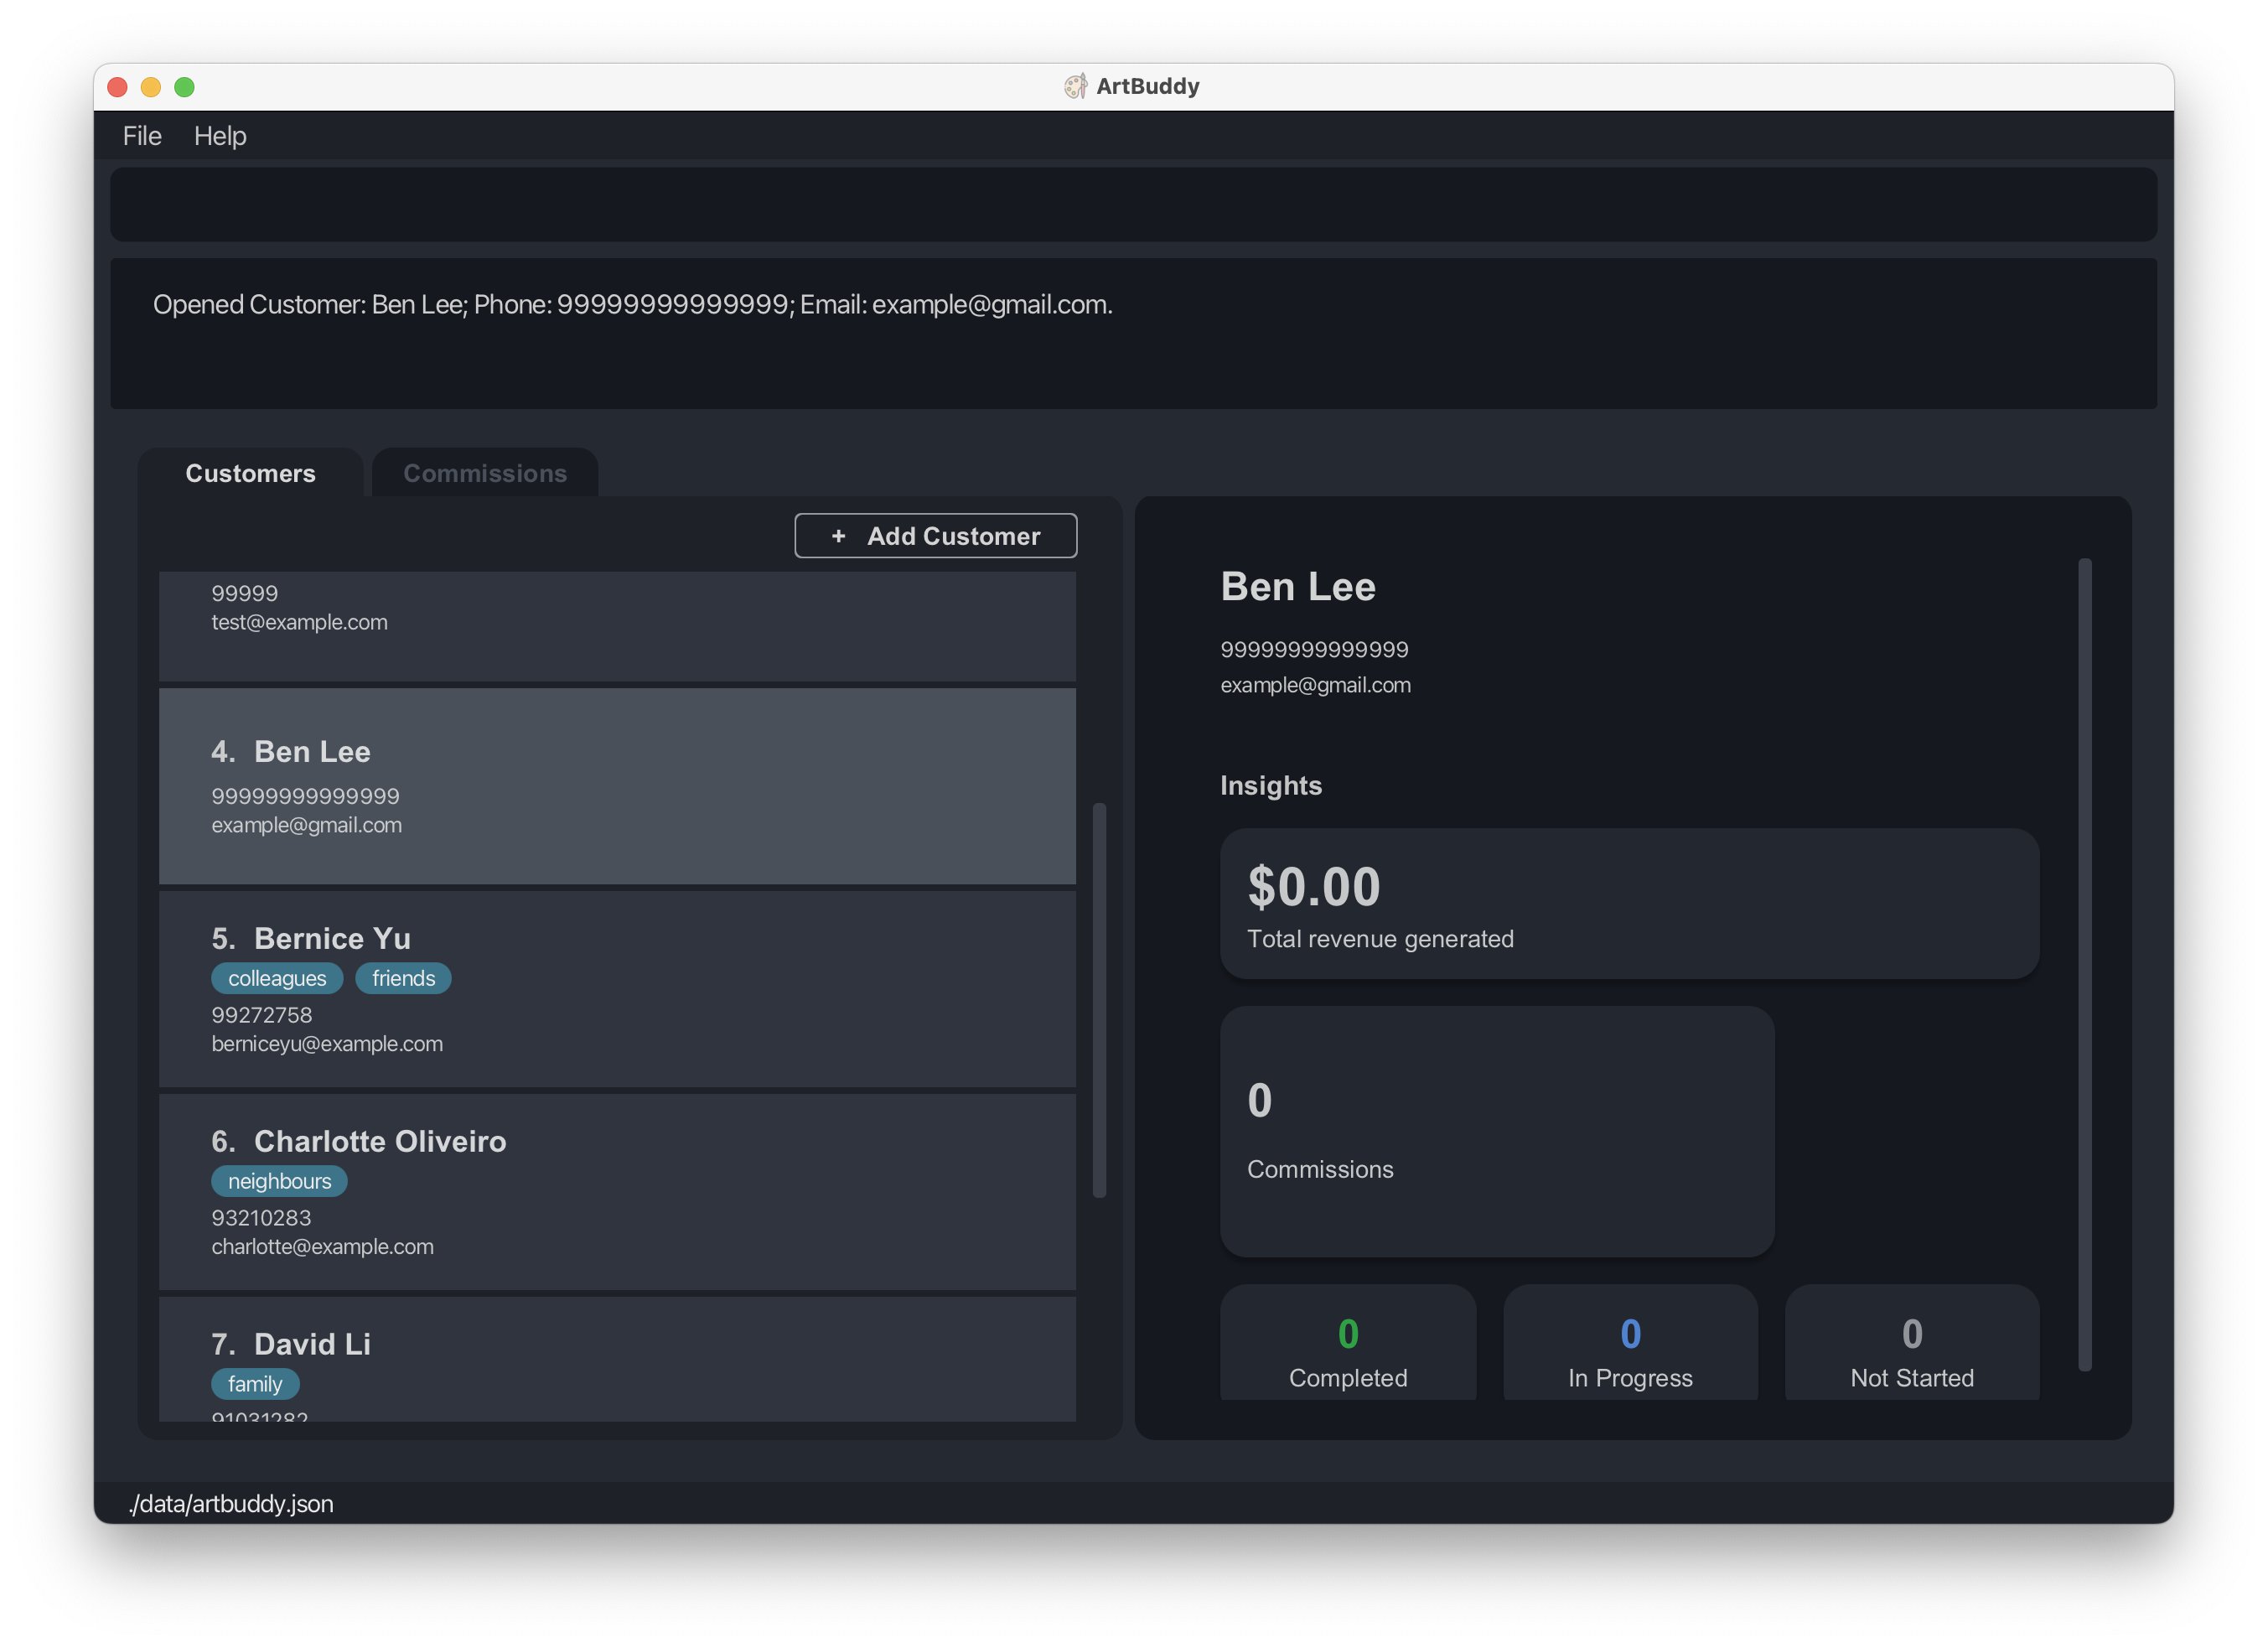 ArtBuddy
File Help
Opened Customer: Ben Lee; Phone: 99999999999999; Email: example@gmail.com.
Customers Commissions
+ Add Customer
99999
test@example.com
4. Ben Lee
99999999999999
example@gmail.com
5. Bernice Yu
colleagues friends
99272758
berniceyu@example.com
6. Charlotte Oliveiro
neighbours
93210283
charlotte@example.com
7. David Li
family
91031282
Ben Lee
99999999999999
example@gmail.com
Insights
$0.00
Total revenue generated
0
Commissions
0 0 0
Completed In Progress Not Started
./data/artbuddy.json